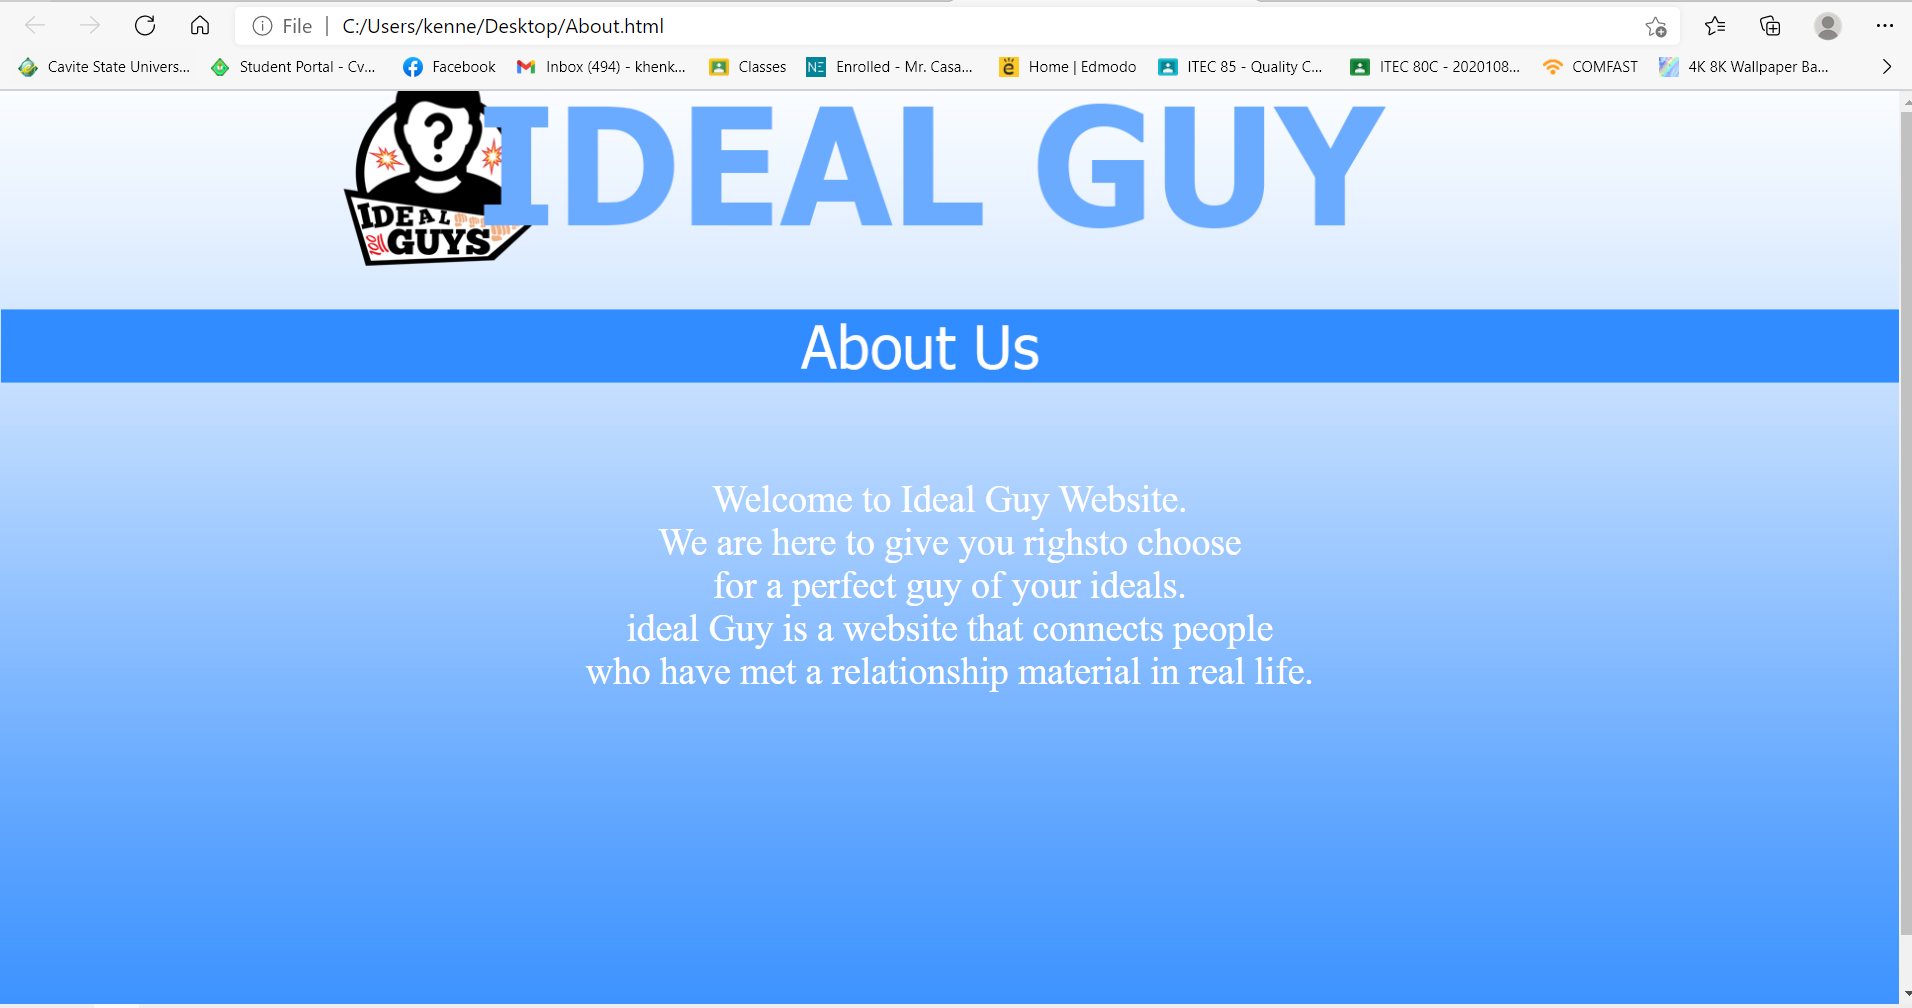 File | C:/Users/kenne/Desktop/About.html
Cavite State Univers... Student Portal - Cv... Facebook Inbox (494) - khenk... Classes NE Enrolled - Mr. Casa... Home | Edmodo ITEC 85 - Quality C... ITEC 80C - 2020108... COMFAST 4K 8K Wallpaper Ba...
?
IDEAL
GUYS
IDEAL GUY
About Us
Welcome to Ideal Guy Website.
We are here to give you righsto choose
for a perfect guy of your ideals.
ideal Guy is a website that connects people
who have met a relationship material in real life.